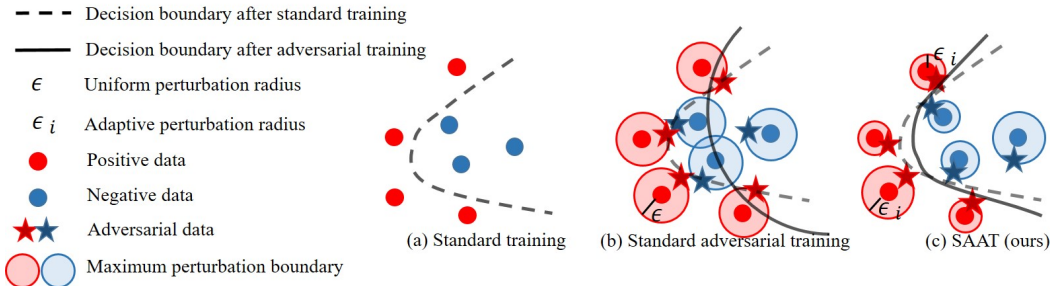 Decision boundary after standard training
Decision boundary after adversarial training
ϵ Uniform perturbation radius
ϵ i Adaptive perturbation radius
Positive data
Negative data
Adversarial data
Maximum perturbation boundary
(a) Standard training
ϵ
(b) Standard adversarial training
ϵ i
ϵ i
(c) SAAT (ours)